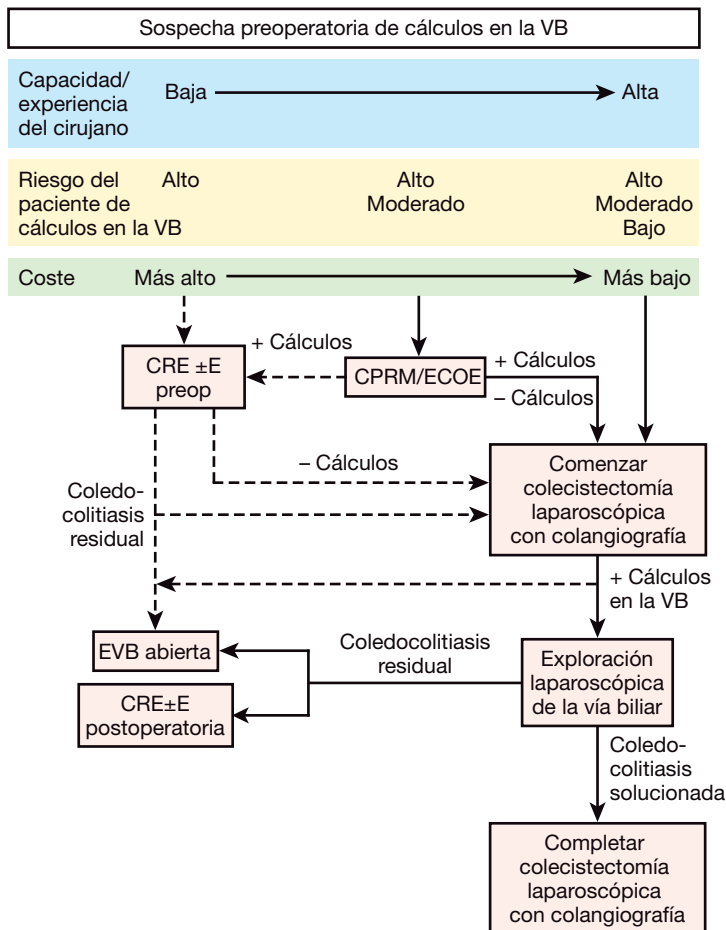 Sospecha preoperatoria de cálculos en la VB
Capacidad/
experiencia
del cirujano
Baja
Alta
Riesgo del
paciente de
cálculos en la VB
Alto
Alto
Moderado
Alto
Moderado
Bajo
Coste
Más alto
Más bajo
CRE ±E
preop
+ Cálculos
CPRM/ECOE
+ Cálculos
– Cálculos
Coledo-
colitiasis
residual
– Cálculos
Comenzar
colecistectomía
laparoscópica
con colangiografía
+ Cálculos
en la VB
EVB abierta
CRE±E
postoperatoria
Coledocolitiasis
residual
Exploración
laparoscópica
de la vía biliar
Coledo-
colitiasis
solucionada
Completar
colecistectomía
laparoscópica
con colangiografía